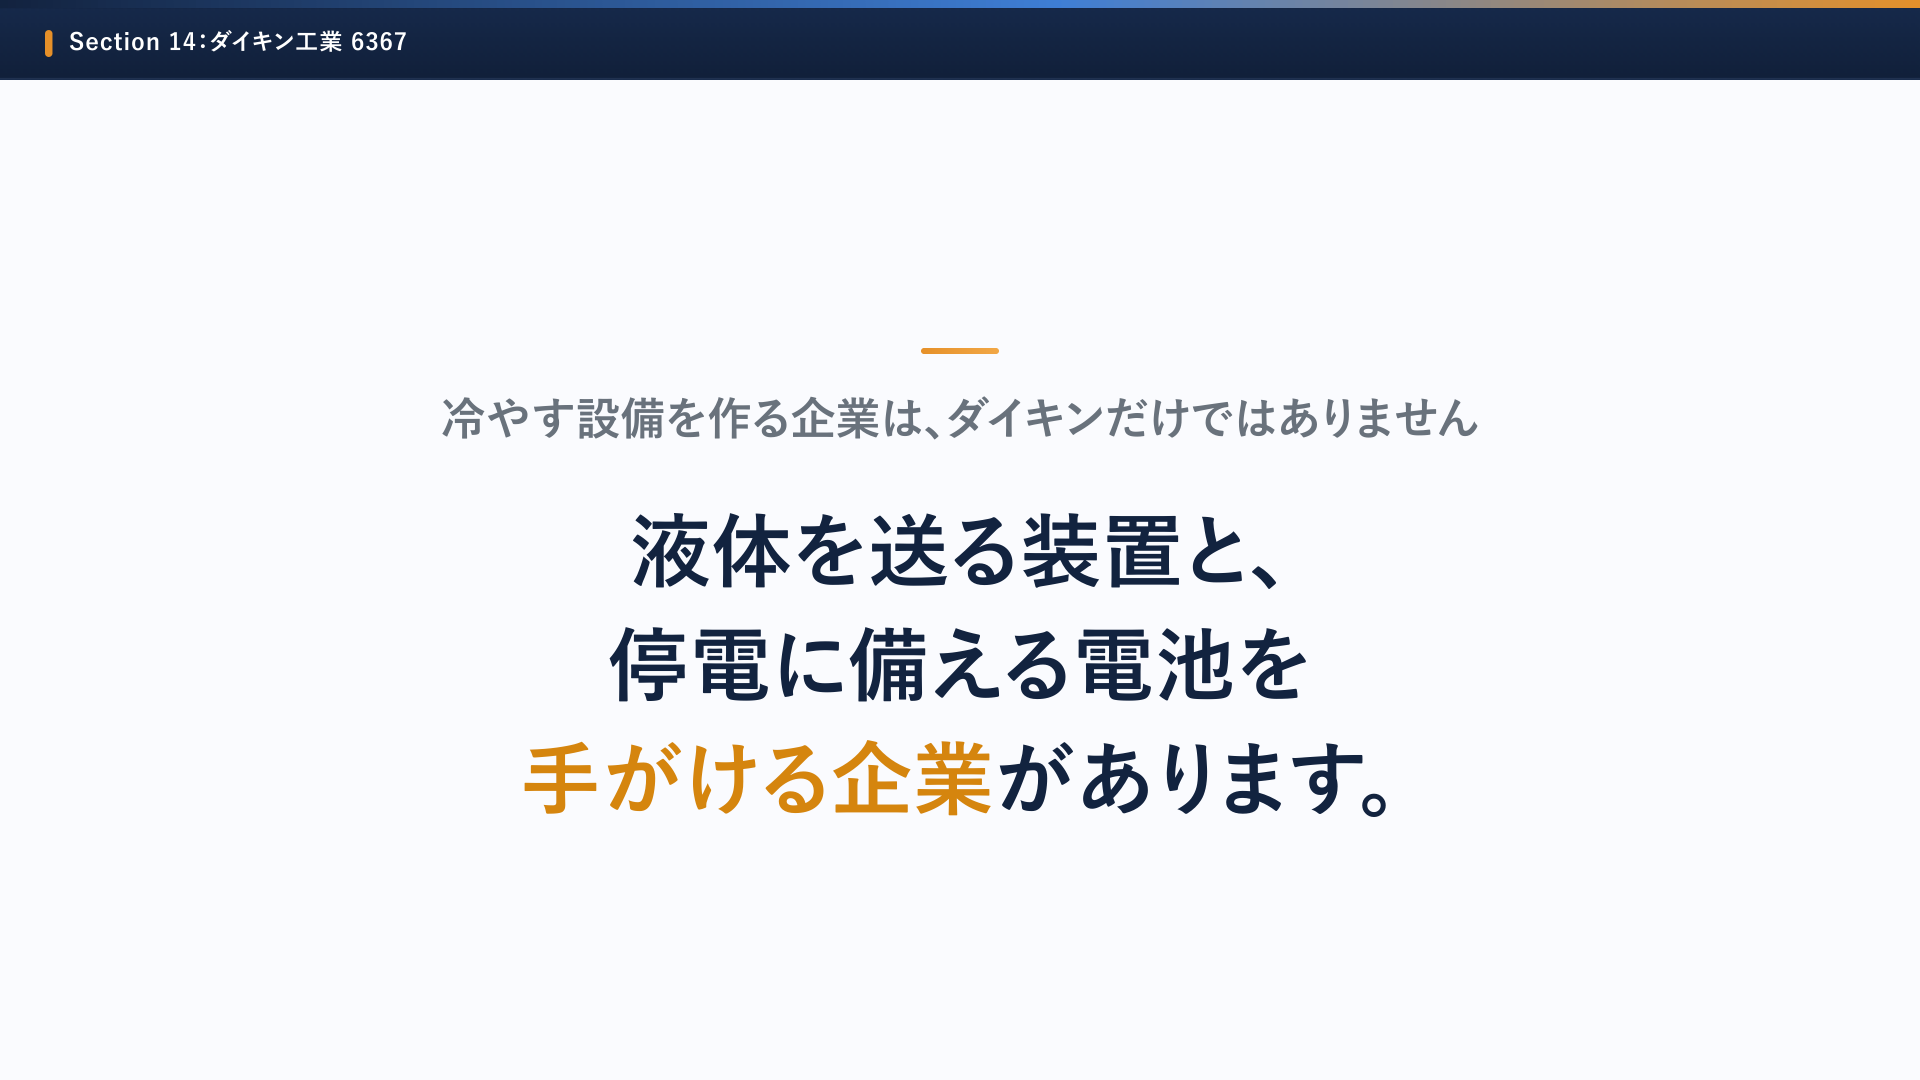 Section 14：ダイキン工業 6367
冷やす設備を作る企業は、ダイキンだけではありません
液体を送る装置と、
停電に備える電池を
手がける企業があります。